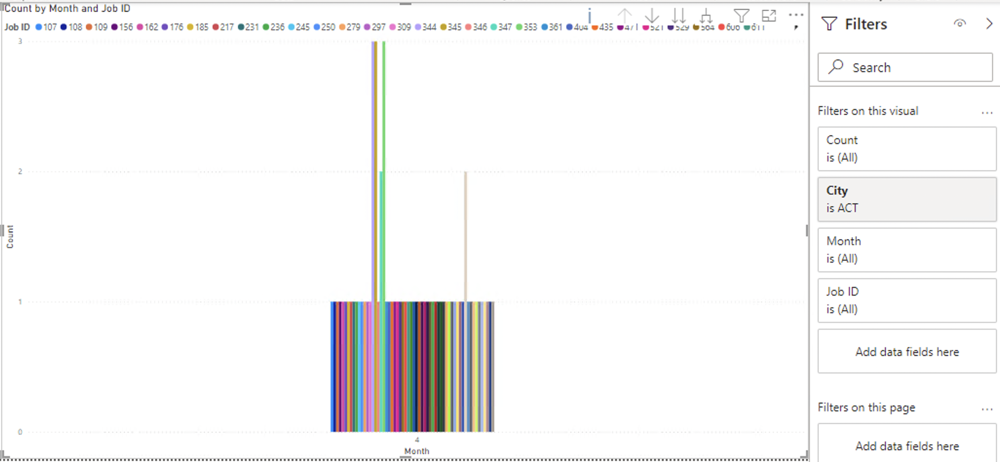 Count by Month and Job ID
Job ID 107 108 109 156 162 176 185 217 231 236 245 250 279 297 309 344 345 346 347 353 361 404 435 471 521 529 564 606 611
3
2
1
0
Count
4
Month
Filters
Search
Filters on this visual
Count
is (All)
City
is ACT
Month
is (All)
Job ID
is (All)
Add data fields here
Filters on this page
Add data fields here